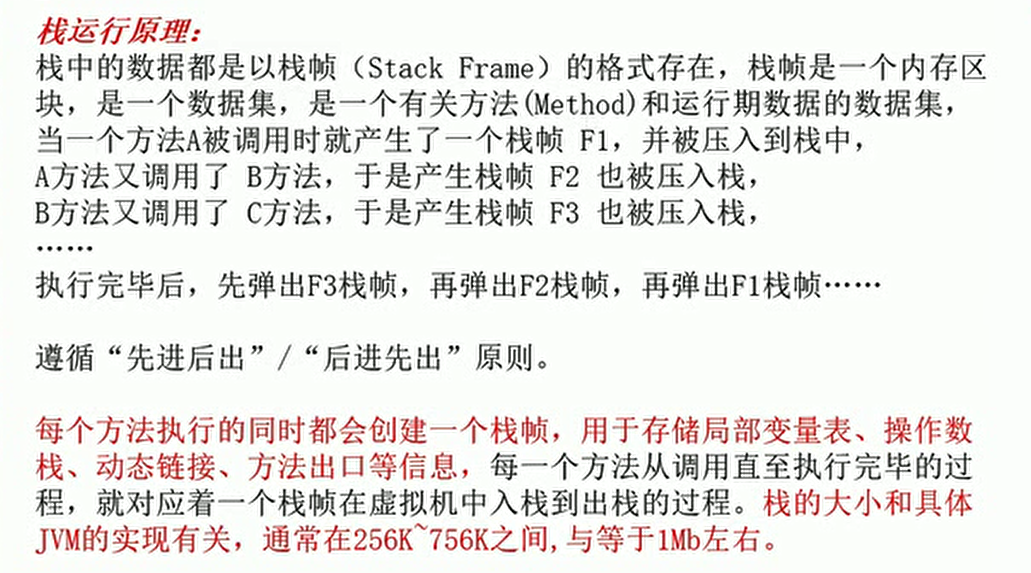 栈运行原理：
栈中的数据都是以栈帧（Stack Frame）的格式存在，栈帧是一个内存区
块，是一个数据集，是一个有关方法(Method)和运行期数据的数据集，
当一个方法A被调用时就产生了一个栈帧 F1，并被压入到栈中，
A方法又调用了 B方法，于是产生栈帧 F2 也被压入栈，
B方法又调用了 C方法，于是产生栈帧 F3 也被压入栈，
……
执行完毕后，先弹出F3栈帧，再弹出F2栈帧，再弹出F1栈帧……
遵循“先进后出”/“后进先出”原则。
每个方法执行的同时都会创建一个栈帧，用于存储局部变量表、操作数
栈、动态链接、方法出口等信息，每一个方法从调用直至执行完毕的过
程，就对应着一个栈帧在虚拟机中入栈到出栈的过程。栈的大小和具体
JVM的实现有关，通常在256K~756K之间,与等于1Mb左右。